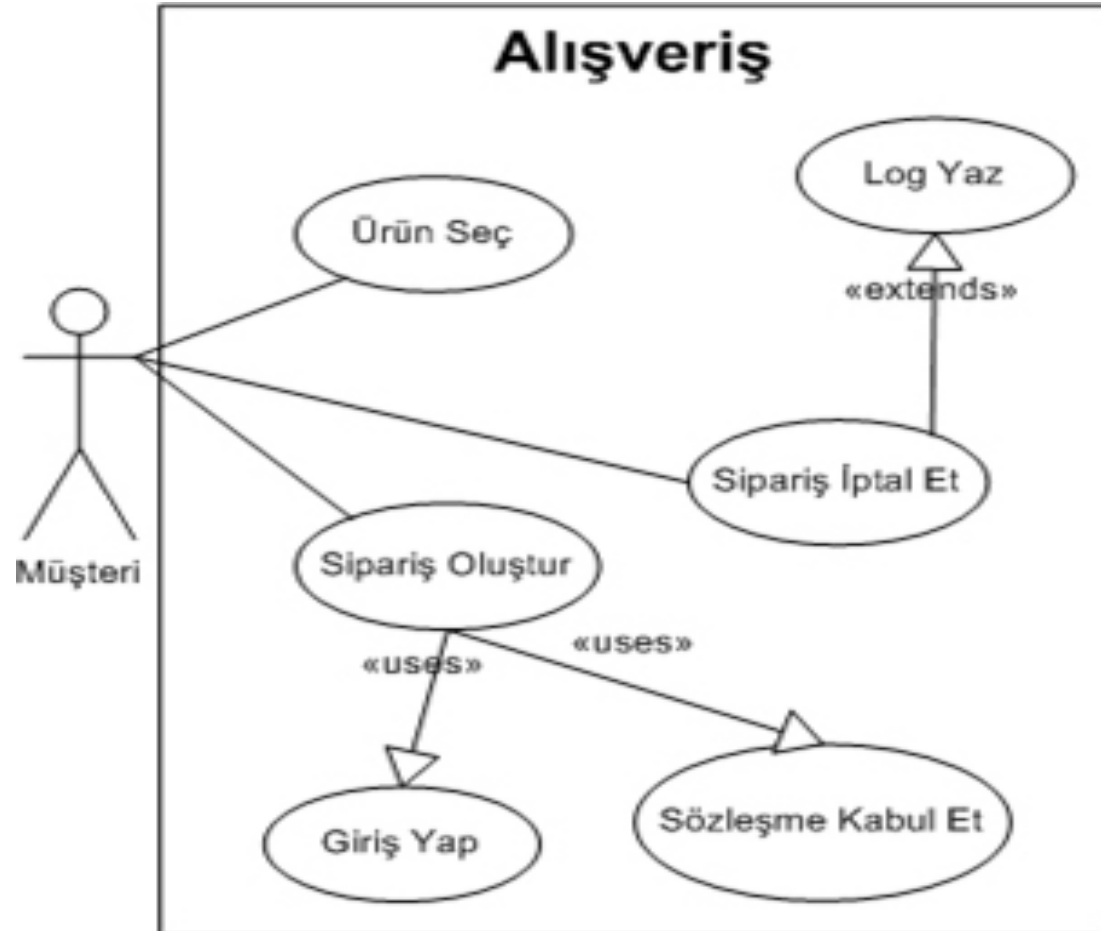 Alışveriş
Log Yaz
Ürün Seç
«extends»
Sipariş İptal Et
Müşteri
Sipariş Oluştur
«uses»
«uses»
Giriş Yap
Sözleşme Kabul Et